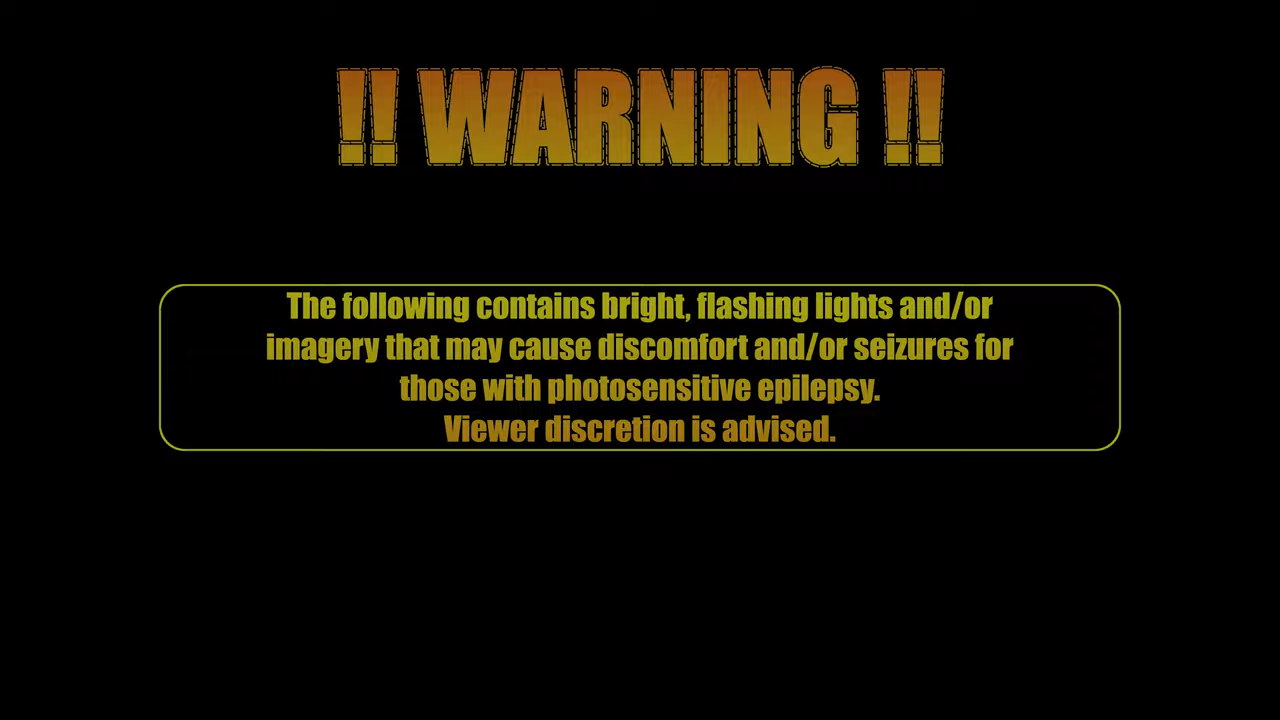 !! WARNING !!
The following contains bright, flashing lights and/or
imagery that may cause discomfort and/or seizures for
those with photosensitive epilepsy.
Viewer discretion is advised.